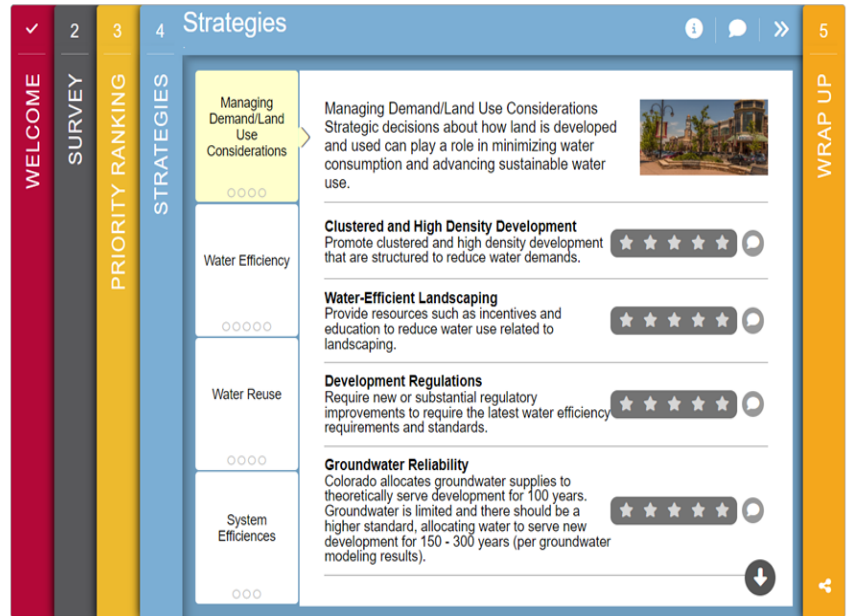 WELCOME
2
SURVEY
3
PRIORITY RANKING
4
STRATEGIES
Strategies
Managing
Demand/Land
Use
Considerations
Water Efficiency
Water Reuse
System
Efficiences
Managing Demand/Land Use Considerations
Strategic decisions about how land is developed
and used can play a role in minimizing water
consumption and advancing sustainable water
use.
Clustered and High Density Development
Promote clustered and high density development
that are structured to reduce water demands.
Water-Efficient Landscaping
Provide resources such as incentives and
education to reduce water use related to
landscaping.
Development Regulations
Require new or substantial regulatory
improvements to require the latest water efficiency
requirements and standards.
Groundwater Reliability
Colorado allocates groundwater supplies to
theoretically serve development for 100 years.
Groundwater is limited and there should be a
higher standard, allocating water to serve new
development for 150 - 300 years (per groundwater
modeling results).
5
WRAP UP